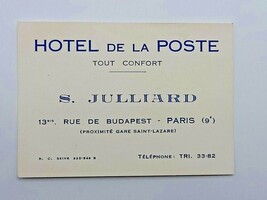 HOTEL DE LA POSTE
TOUT CONFORT
S. JULLIARD
13BIS, RUE DE BUDAPEST - PARIS (9e)
(PROXIMITÉ GARE SAINT-LAZARE)
R. C. SEINE
TÉLÉPHONE: TRI. 33-82